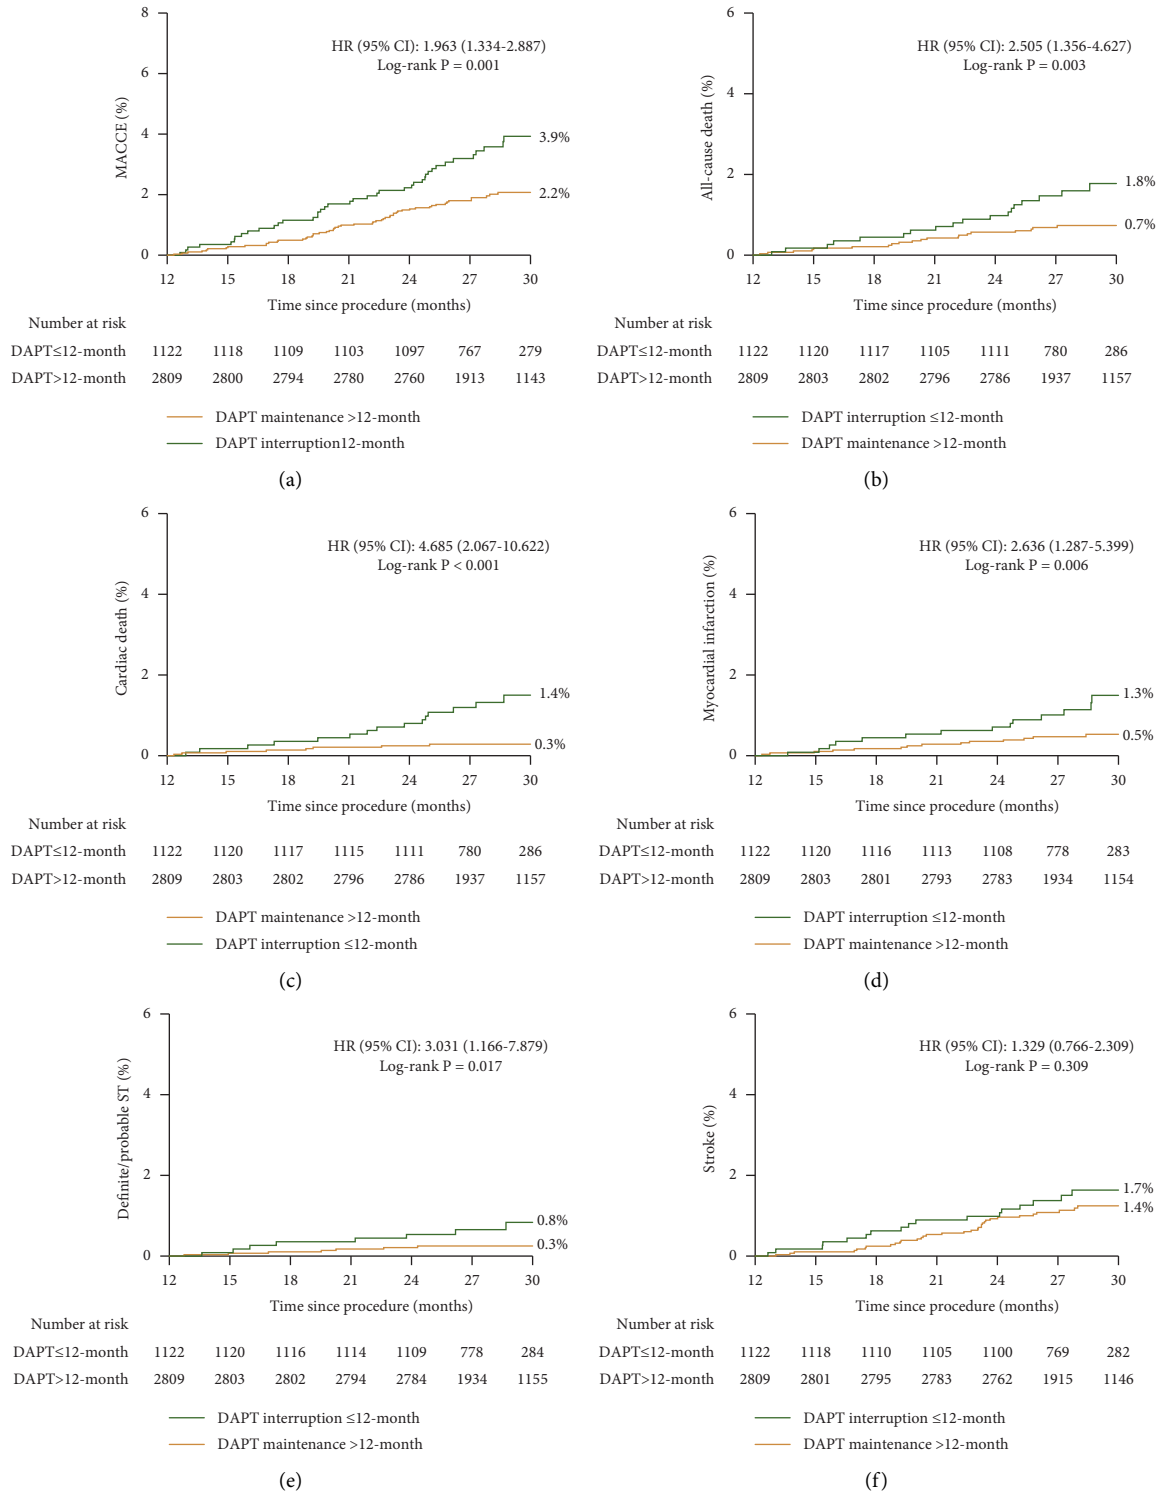 8
6
4
2
0
MACCE (%)
HR (95% CI): 1.963 (1.334-2.887)
Log-rank P = 0.001
3.9%
2.2%
12 15 18 21 24 27 30
Time since procedure (months)
Number at risk
DAPT≤12-month 1122 1118 1109 1103 1097 767 279
DAPT>12-month 2809 2800 2794 2780 2760 1913 1143
DAPT maintenance >12-month
DAPT interruption12-month
(a)
6
4
2
0
All-cause death (%)
HR (95% CI): 2.505 (1.356-4.627)
Log-rank P = 0.003
1.8%
0.7%
12 15 18 21 24 27 30
Time since procedure (months)
Number at risk
DAPT≤12-month 1122 1120 1117 1105 1111 780 286
DAPT>12-month 2809 2803 2802 2796 2786 1937 1157
DAPT interruption ≤12-month
DAPT maintenance >12-month
(b)
6
4
2
0
Cardiac death (%)
HR (95% CI): 4.685 (2.067-10.622)
Log-rank P < 0.001
1.4%
0.3%
12 15 18 21 24 27 30
Time since procedure (months)
Number at risk
DAPT≤12-month 1122 1120 1117 1115 1111 780 286
DAPT>12-month 2809 2803 2802 2796 2786 1937 1157
DAPT maintenance >12-month
DAPT interruption ≤12-month
(c)
6
4
2
0
Myocardial infarction (%)
HR (95% CI): 2.636 (1.287-5.399)
Log-rank P = 0.006
1.3%
0.5%
12 15 18 21 24 27 30
Time since procedure (months)
Number at risk
DAPT≤12-month 1122 1120 1116 1113 1108 778 283
DAPT>12-month 2809 2803 2801 2793 2783 1934 1154
DAPT interruption ≤12-month
DAPT maintenance >12-month
(d)
6
4
2
0
Definite/probable ST (%)
HR (95% CI): 3.031 (1.166-7.879)
Log-rank P = 0.017
0.8%
0.3%
12 15 18 21 24 27 30
Time since procedure (months)
Number at risk
DAPT≤12-month 1122 1120 1116 1114 1109 778 284
DAPT>12-month 2809 2803 2802 2794 2784 1934 1155
DAPT interruption ≤12-month
DAPT maintenance >12-month
(e)
6
4
2
0
Stroke (%)
HR (95% CI): 1.329 (0.766-2.309)
Log-rank P = 0.309
1.7%
1.4%
12 15 18 21 24 27 30
Time since procedure (months)
Number at risk
DAPT≤12-month 1122 1118 1110 1105 1100 769 282
DAPT>12-month 2809 2801 2795 2783 2762 1915 1146
DAPT interruption ≤12-month
DAPT maintenance >12-month
(f)